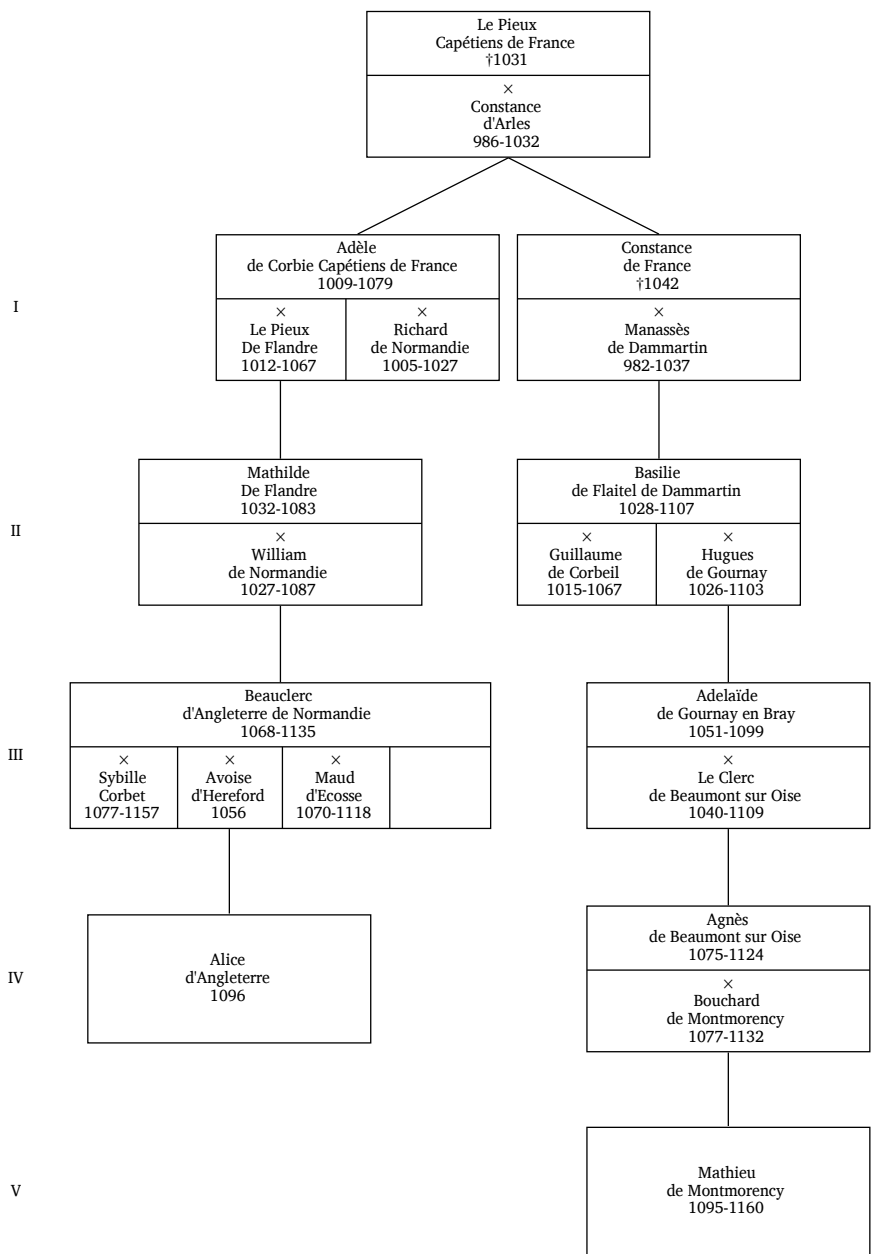 Le Pieux
Capétiens de France
†1031
×
Constance
d'Arles
986-1032
I
Adèle
de Corbie Capétiens de France
1009-1079
×
Le Pieux
De Flandre
1012-1067
×
Richard
de Normandie
1005-1027
Constance
de France
†1042
×
Manassès
de Dammartin
982-1037
II
Mathilde
De Flandre
1032-1083
×
William
de Normandie
1027-1087
Basilie
de Flaitel de Dammartin
1028-1107
×
Guillaume
de Corbeil
1015-1067
×
Hugues
de Gournay
1026-1103
III
Beauclerc
d'Angleterre de Normandie
1068-1135
×
Sybille
Corbet
1077-1157
×
Avoise
d'Hereford
1056
×
Maud
d'Ecosse
1070-1118
Adelaïde
de Gournay en Bray
1051-1099
×
Le Clerc
de Beaumont sur Oise
1040-1109
IV
Alice
d'Angleterre
1096
Agnès
de Beaumont sur Oise
1075-1124
×
Bouchard
de Montmorency
1077-1132
V
Mathieu
de Montmorency
1095-1160